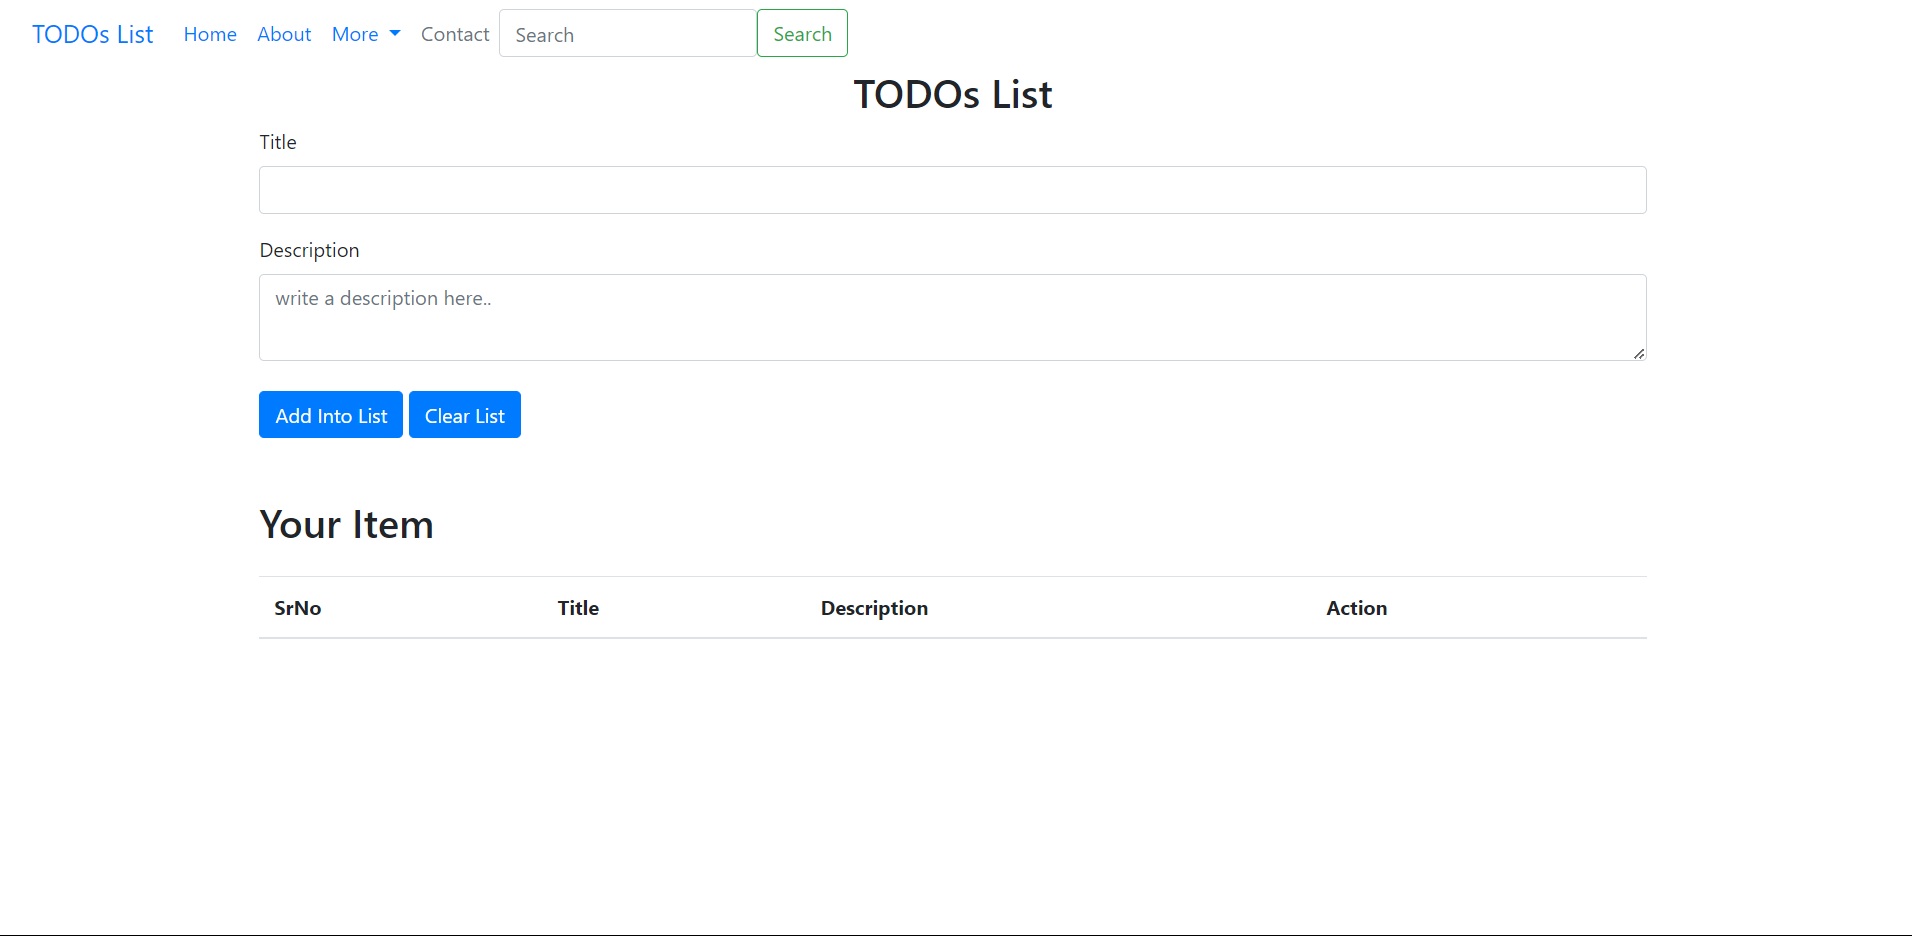 TODOs List Home About More Contact Search Search
TODOs List
Title
Description
write a description here..
Add Into List Clear List
Your Item
SrNo Title Description Action